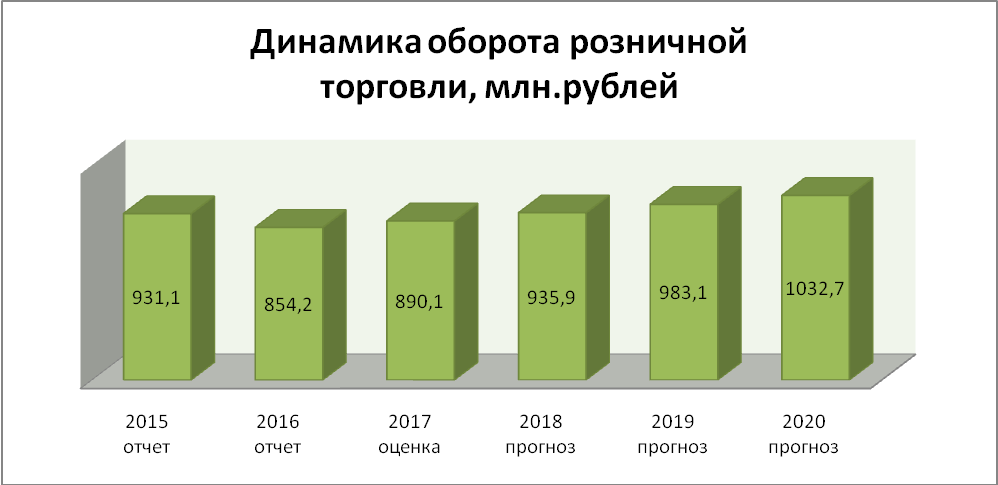 Динамика оборота розничной
торговли, млн.рублей
931,1
854,2
890,1
935,9
983,1
1032,7
2015 2016 2017 2018 2019 2020
отчет отчет оценка прогноз прогноз прогноз